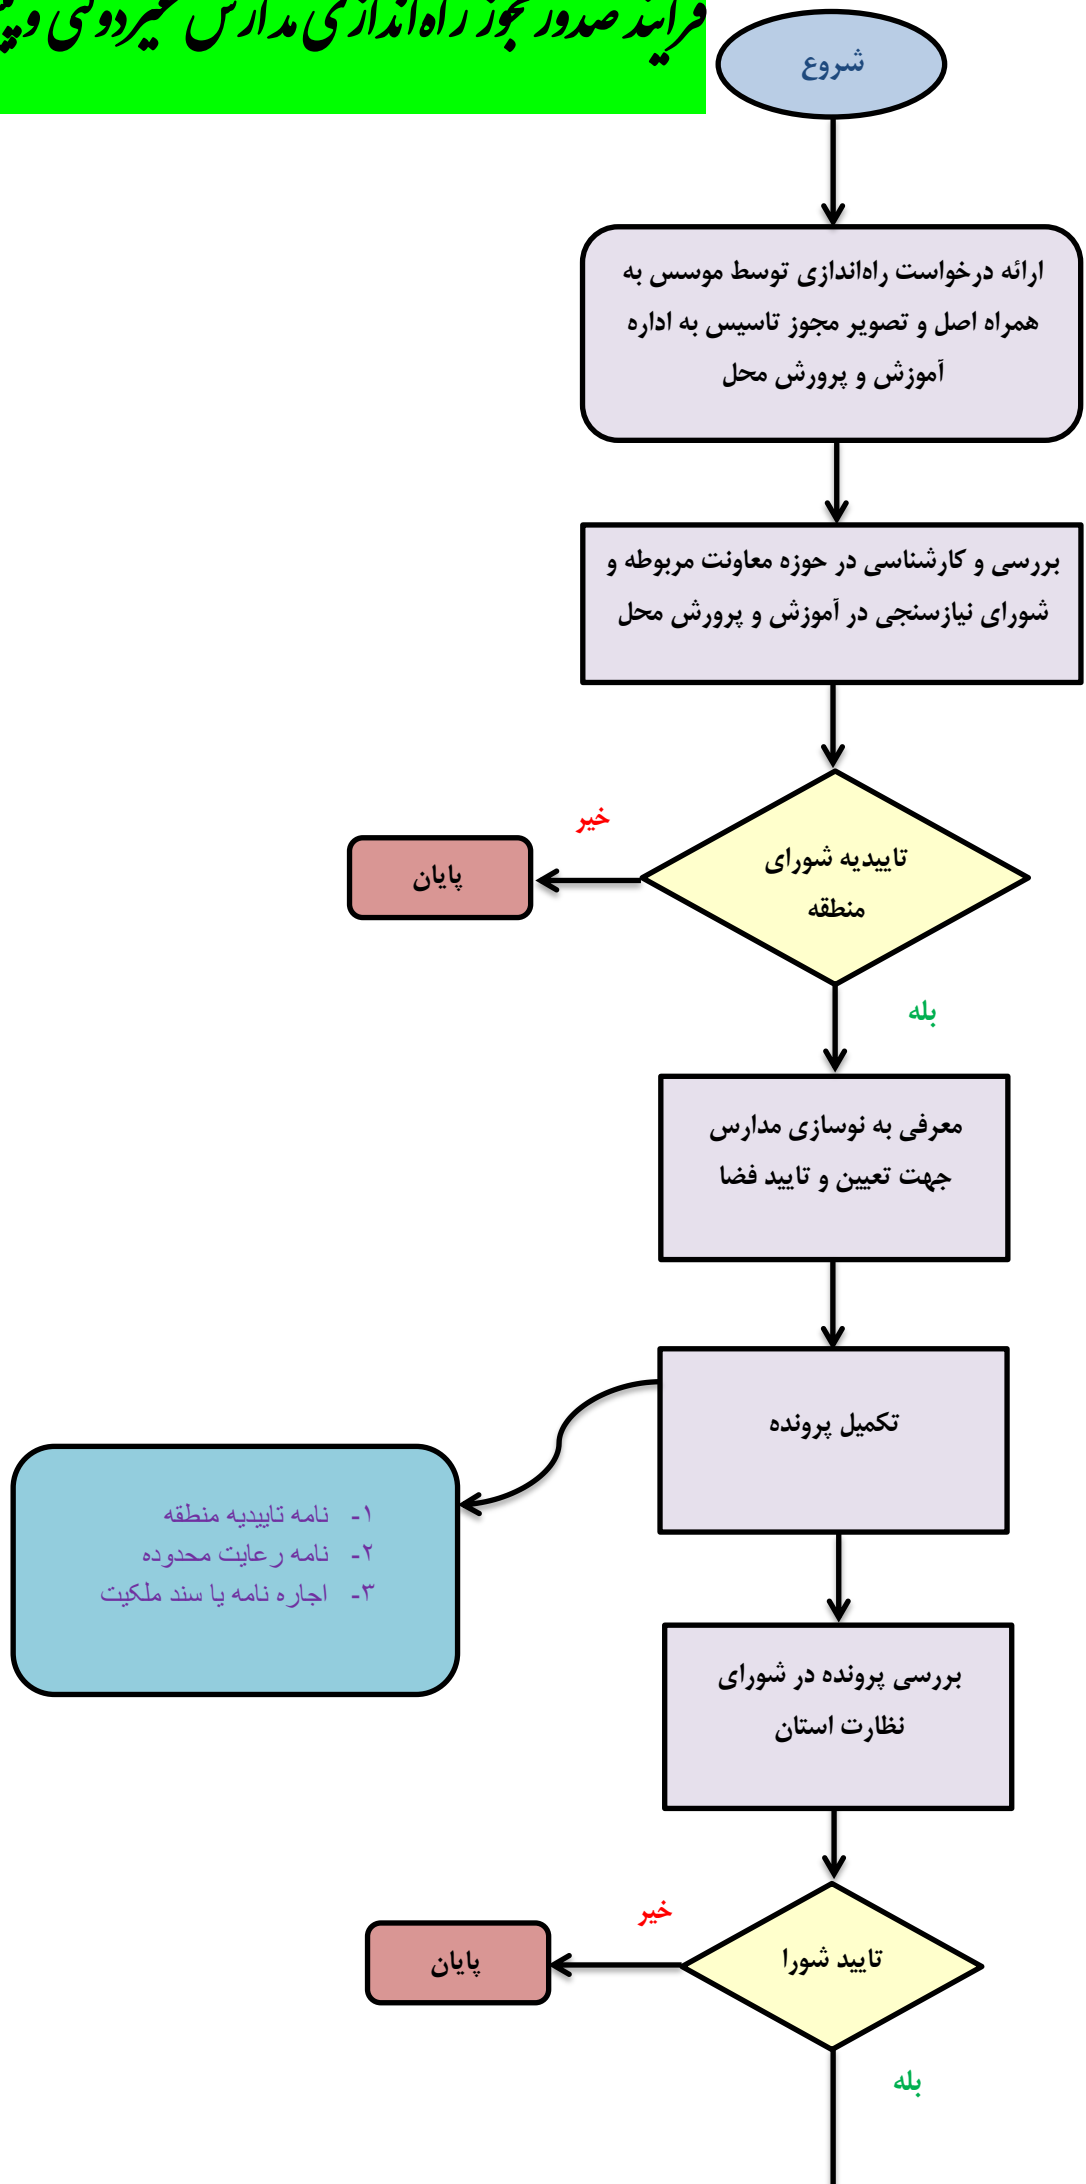 فرآیند صدور مجوز راه‌اندازی مدارس غیردولتی و
شروع
ارائه درخواست راه‌اندازی توسط موسس به
همراه اصل و تصویر مجوز تاسیس به اداره
آموزش و پرورش محل
بررسی و کارشناسی در حوزه معاونت مربوطه و
شورای نیازسنجی در آموزش و پرورش محل
تاییدیه شورای
منطقه
خیر
پایان
بله
معرفی به نوسازی مدارس
جهت تعیین و تایید فضا
تکمیل پرونده
۱- نامه تاییدیه منطقه
۲- نامه رعایت محدوده
۳- اجاره نامه یا سند ملکیت
بررسی پرونده در شورای
نظارت استان
تایید شورا
خیر
پایان
بله